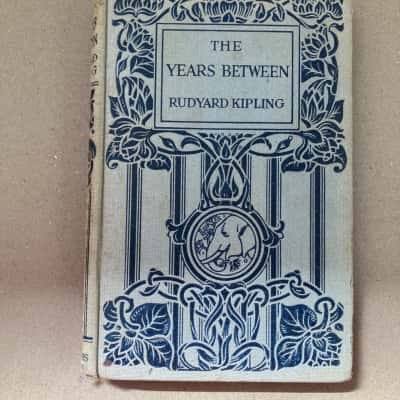 THE
YEARS BETWEEN
RUDYARD KIPLING